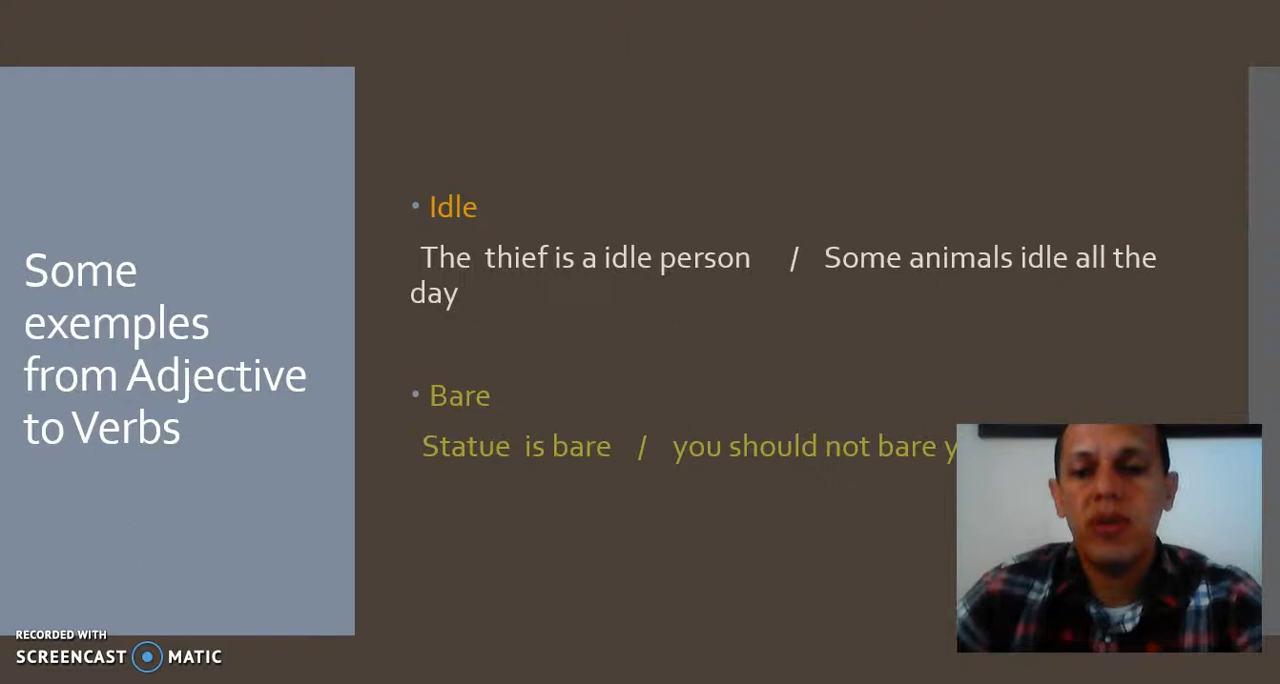 Some
exemples
from Adjective
to Verbs
• Idle
The thief is a idle person / Some animals idle all the
day
• Bare
Statue is bare / you should not bare
RECORDED WITH
SCREENCAST MATIC